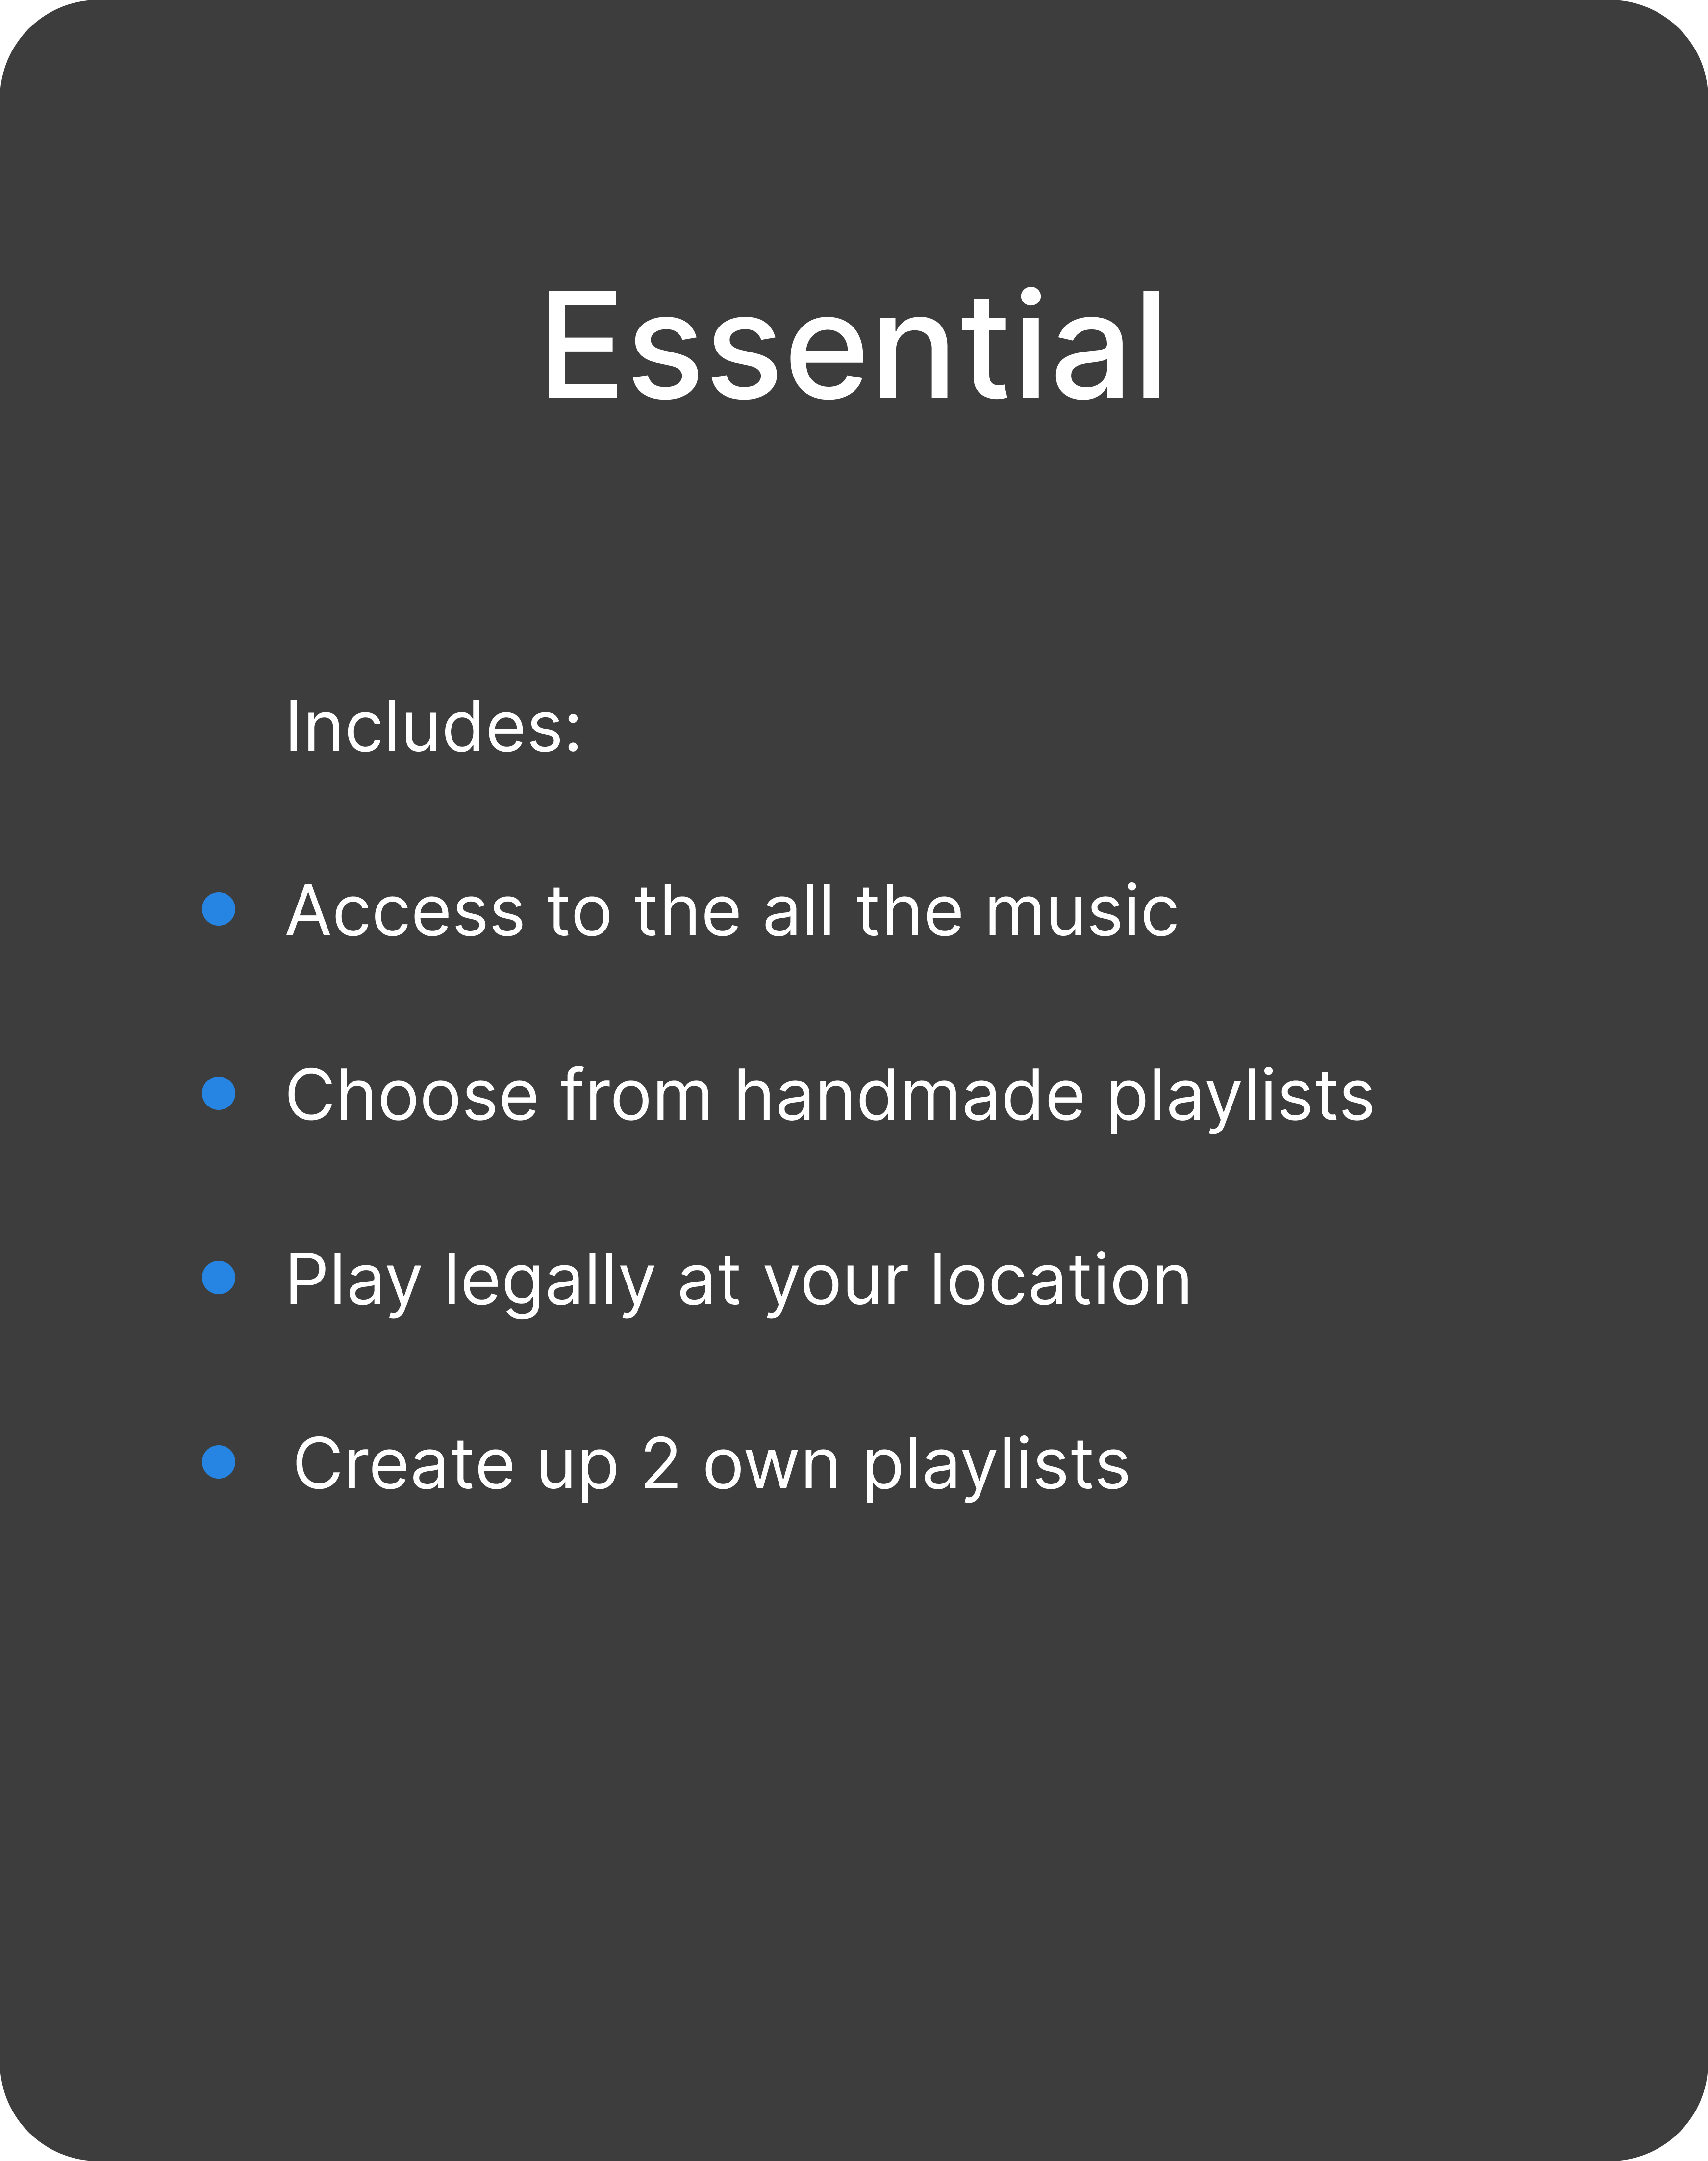 Essential
Includes:
Access to the all the music
Choose from handmade playlists
Play legally at your location
Create up 2 own playlists